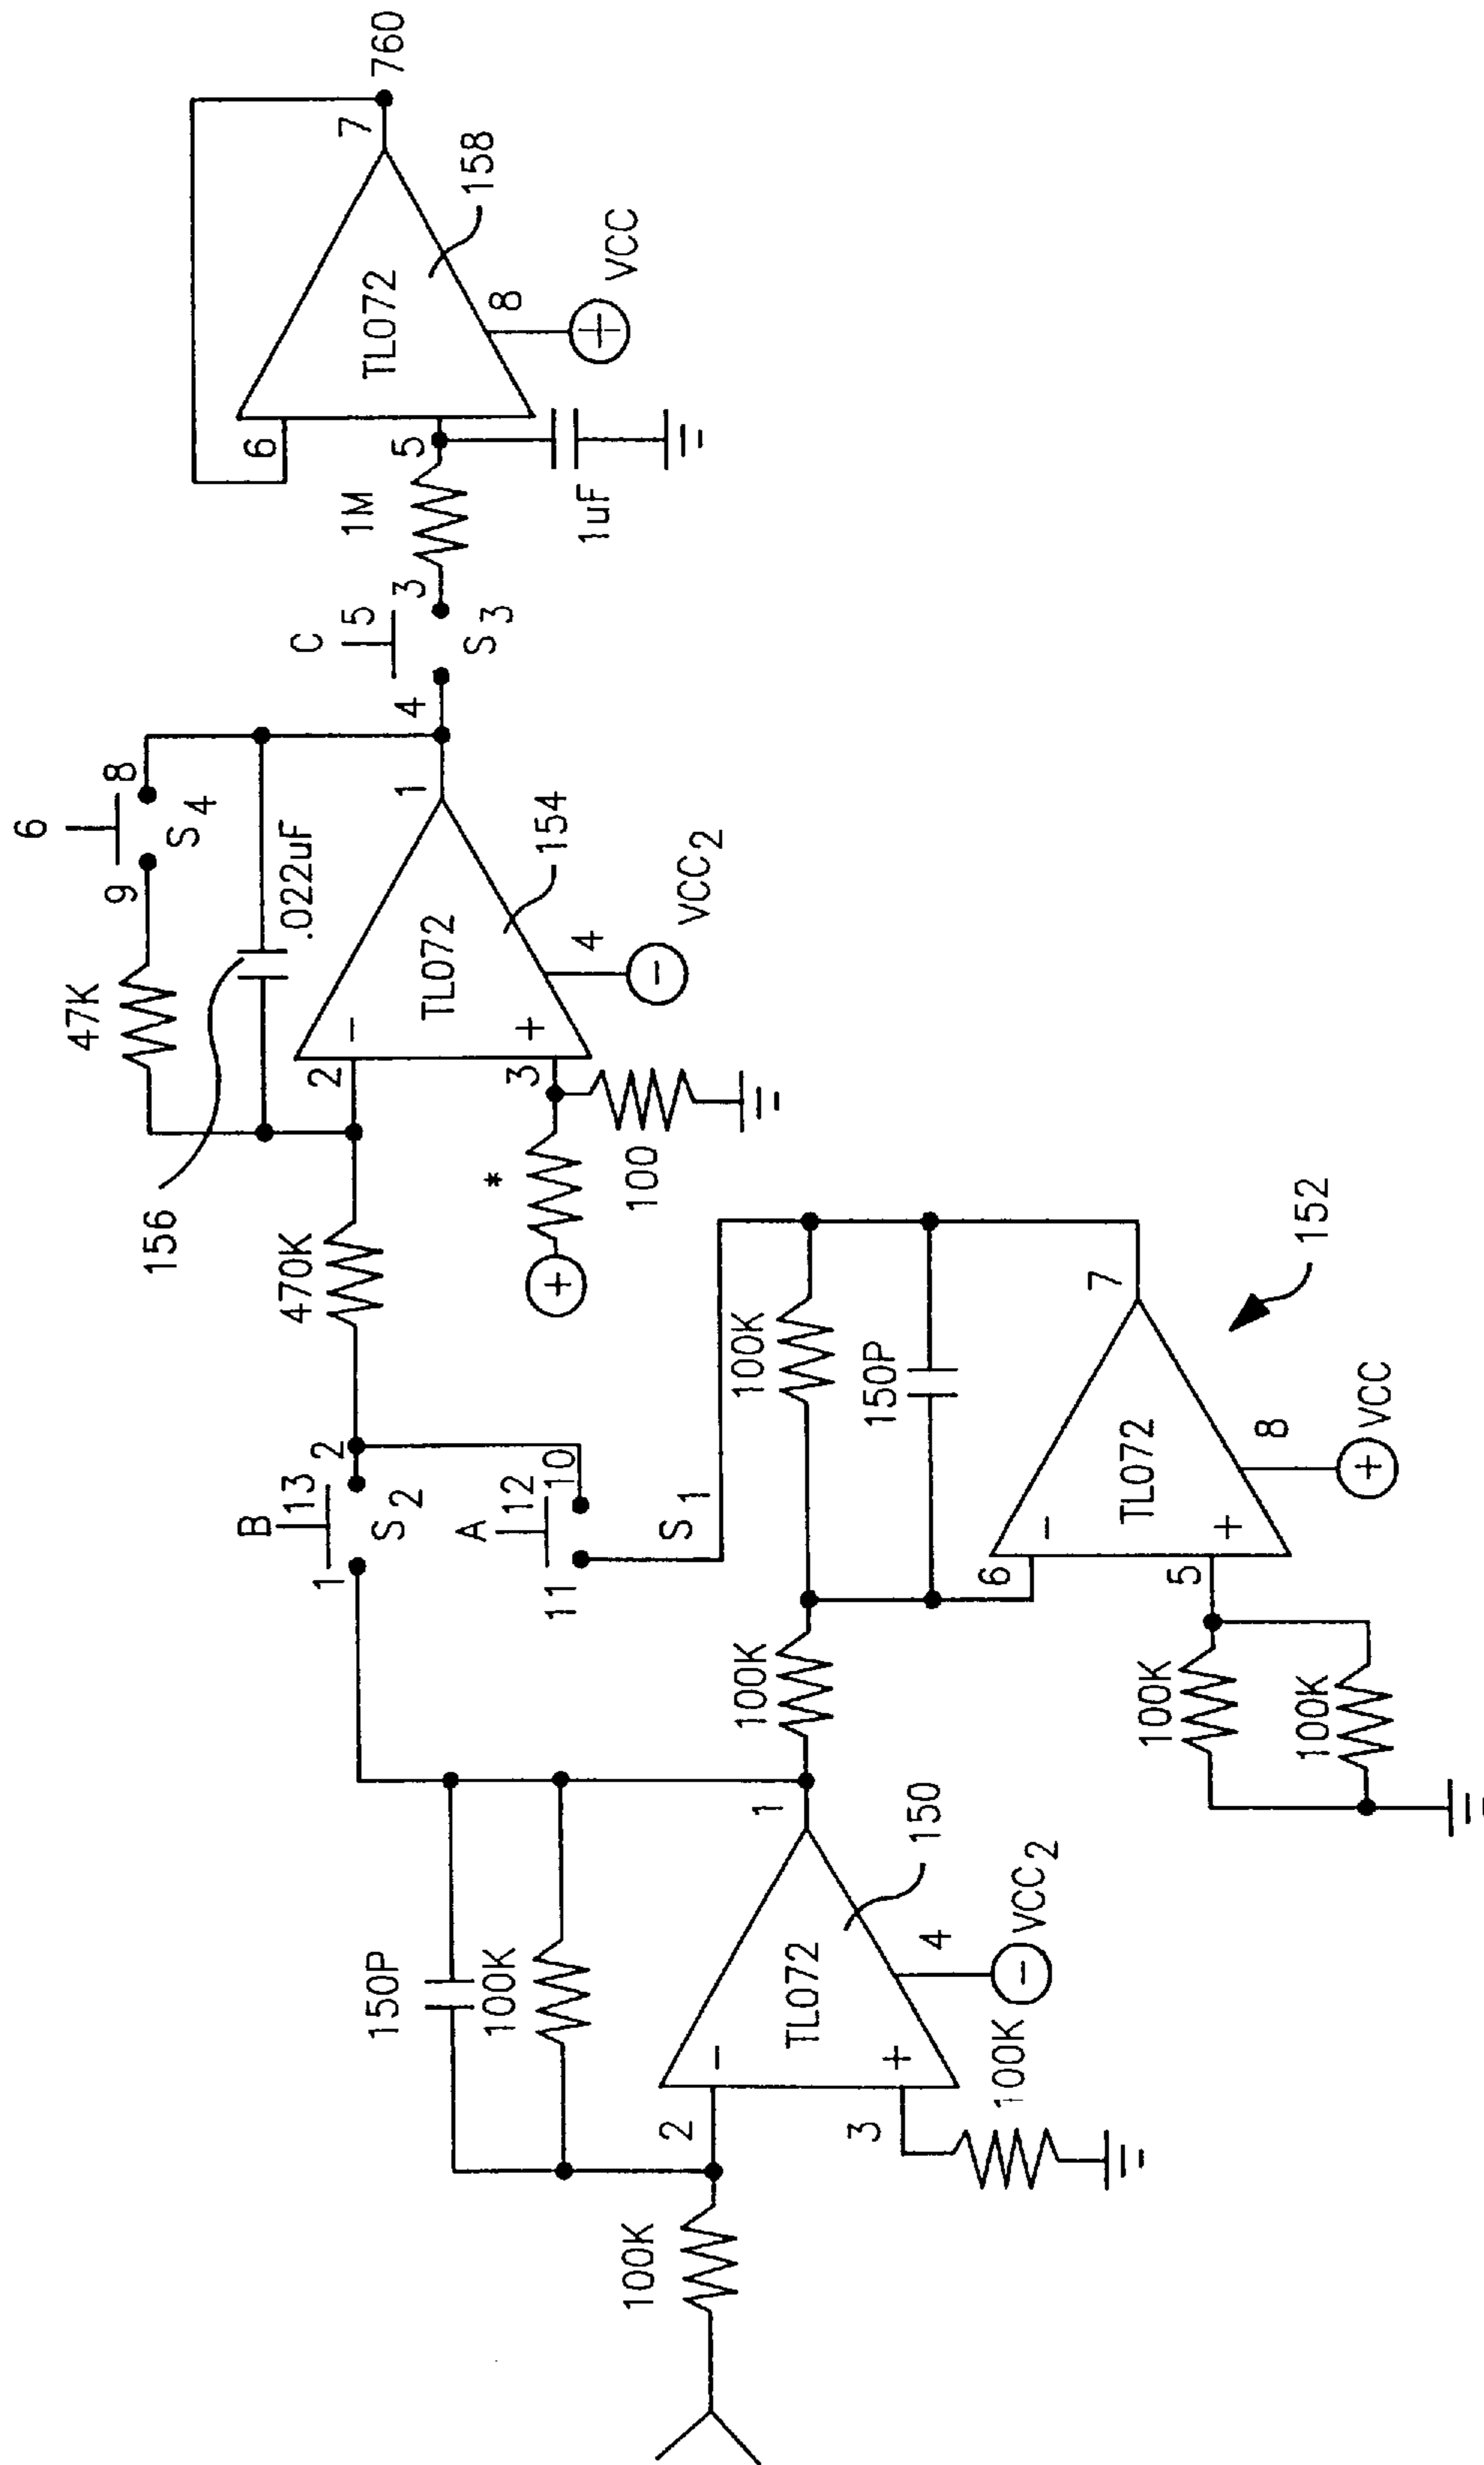 100K
150P
100K
2
3
TL072
-
+
100K
4
-
VCC2
150
1
100K
B
1
13
2
S2
A
11
12
10
S1
100K
150P
6
5
TL072
-
+
7
8
+
VCC
152
100K
100K
470K
156
47K
9
6
8
S4
.022uF
2
3
TL072
-
+
*
+
100
4
-
VCC2
154
1
4
C
5
3
S3
1M
1uF
6
5
TL072
8
+
VCC
158
7
760